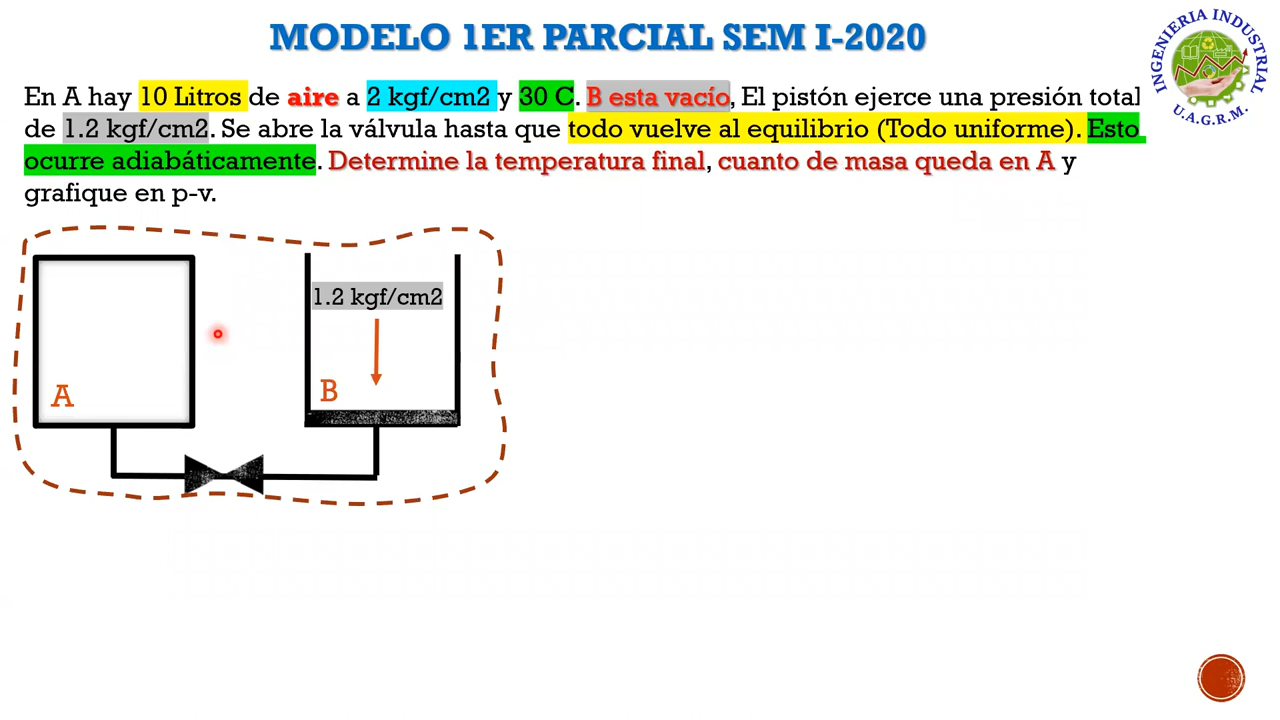 MODELO 1ER PARCIAL SEM I-2020
INGENIERIA INDUSTRIAL
U.A.G.R.M.
En A hay 10 Litros de aire a 2 kgf/cm2 y 30 C. B esta vacío, El pistón ejerce una presión total
de 1.2 kgf/cm2. Se abre la válvula hasta que todo vuelve al equilibrio (Todo uniforme). Esto
ocurre adiabáticamente. Determine la temperatura final, cuanto de masa queda en A y
grafique en p-v.
1.2 kgf/cm2
A
B